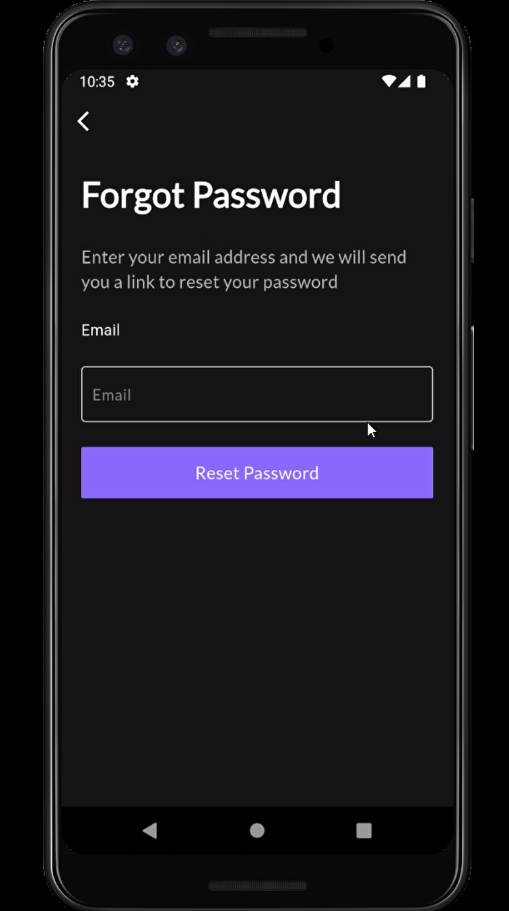 10:35
Forgot Password
Enter your email address and we will send
you a link to reset your password
Email
Email
Reset Password